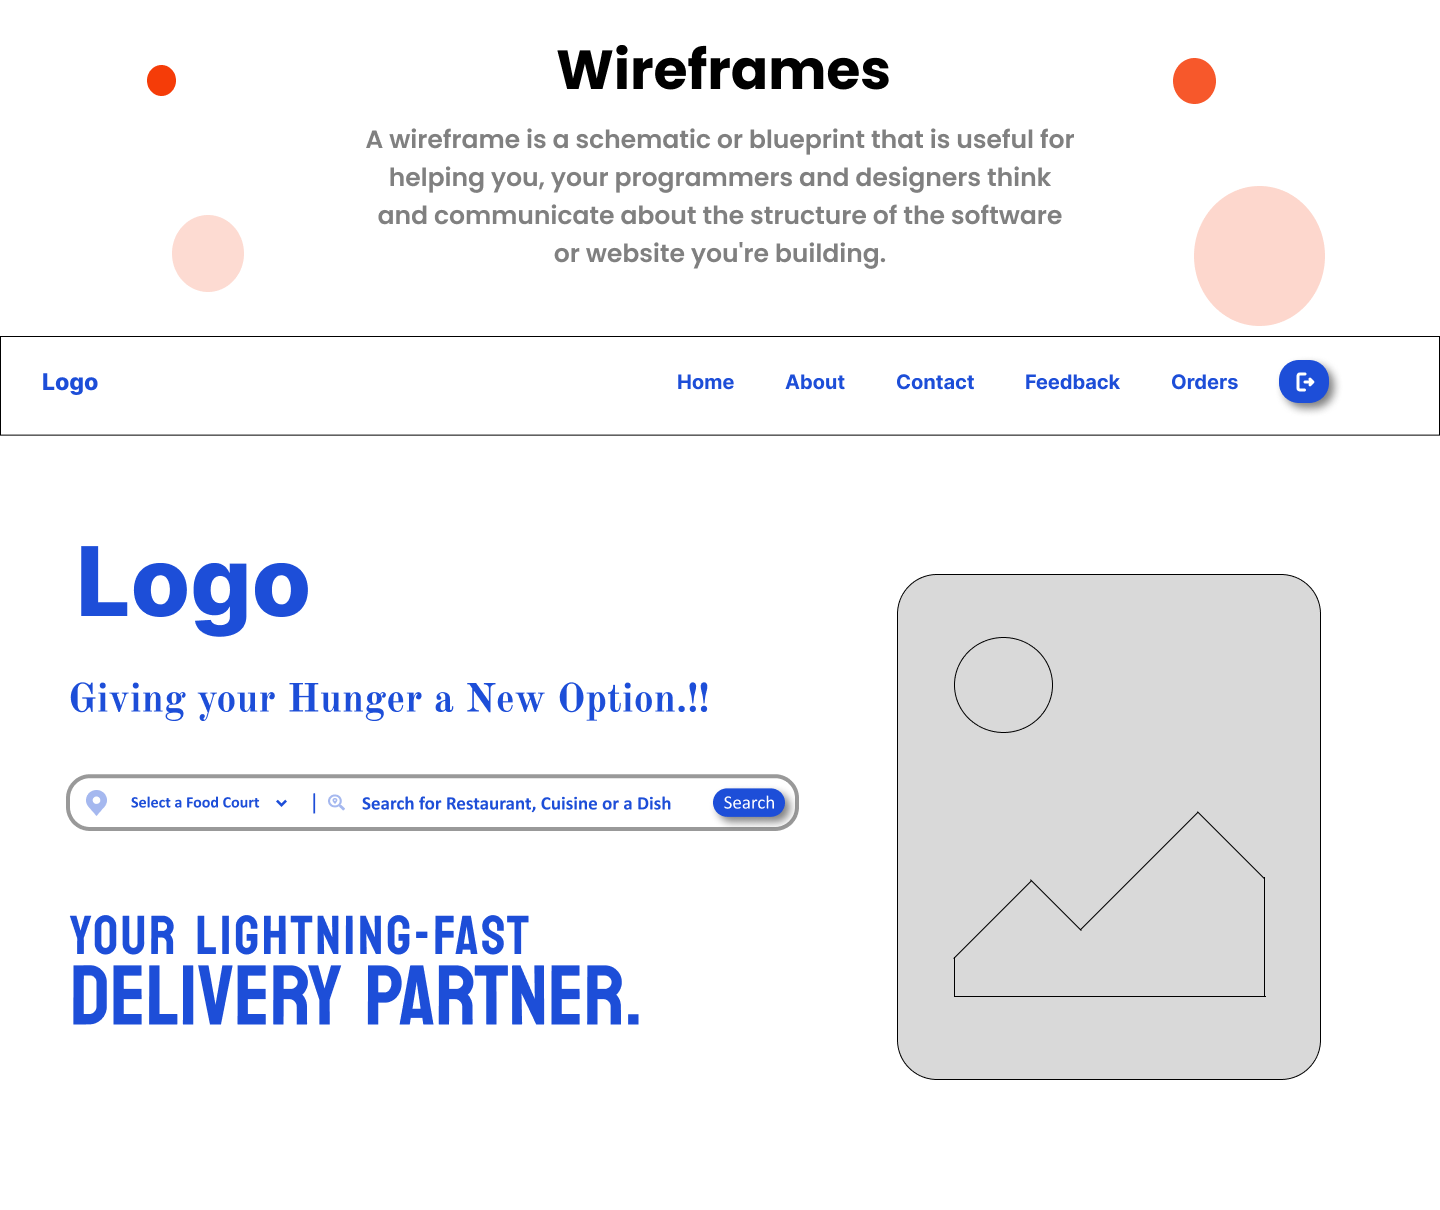 Wireframes
A wireframe is a schematic or blueprint that is useful for
helping you, your programmers and designers think
and communicate about the structure of the software
or website you're building.
Logo Home About Contact Feedback Orders
Logo
Giving your Hunger a New Option.!!
Select a Food Court | Search for Restaurant, Cuisine or a Dish Search
YOUR LIGHTNING-FAST
DELIVERY PARTNER.